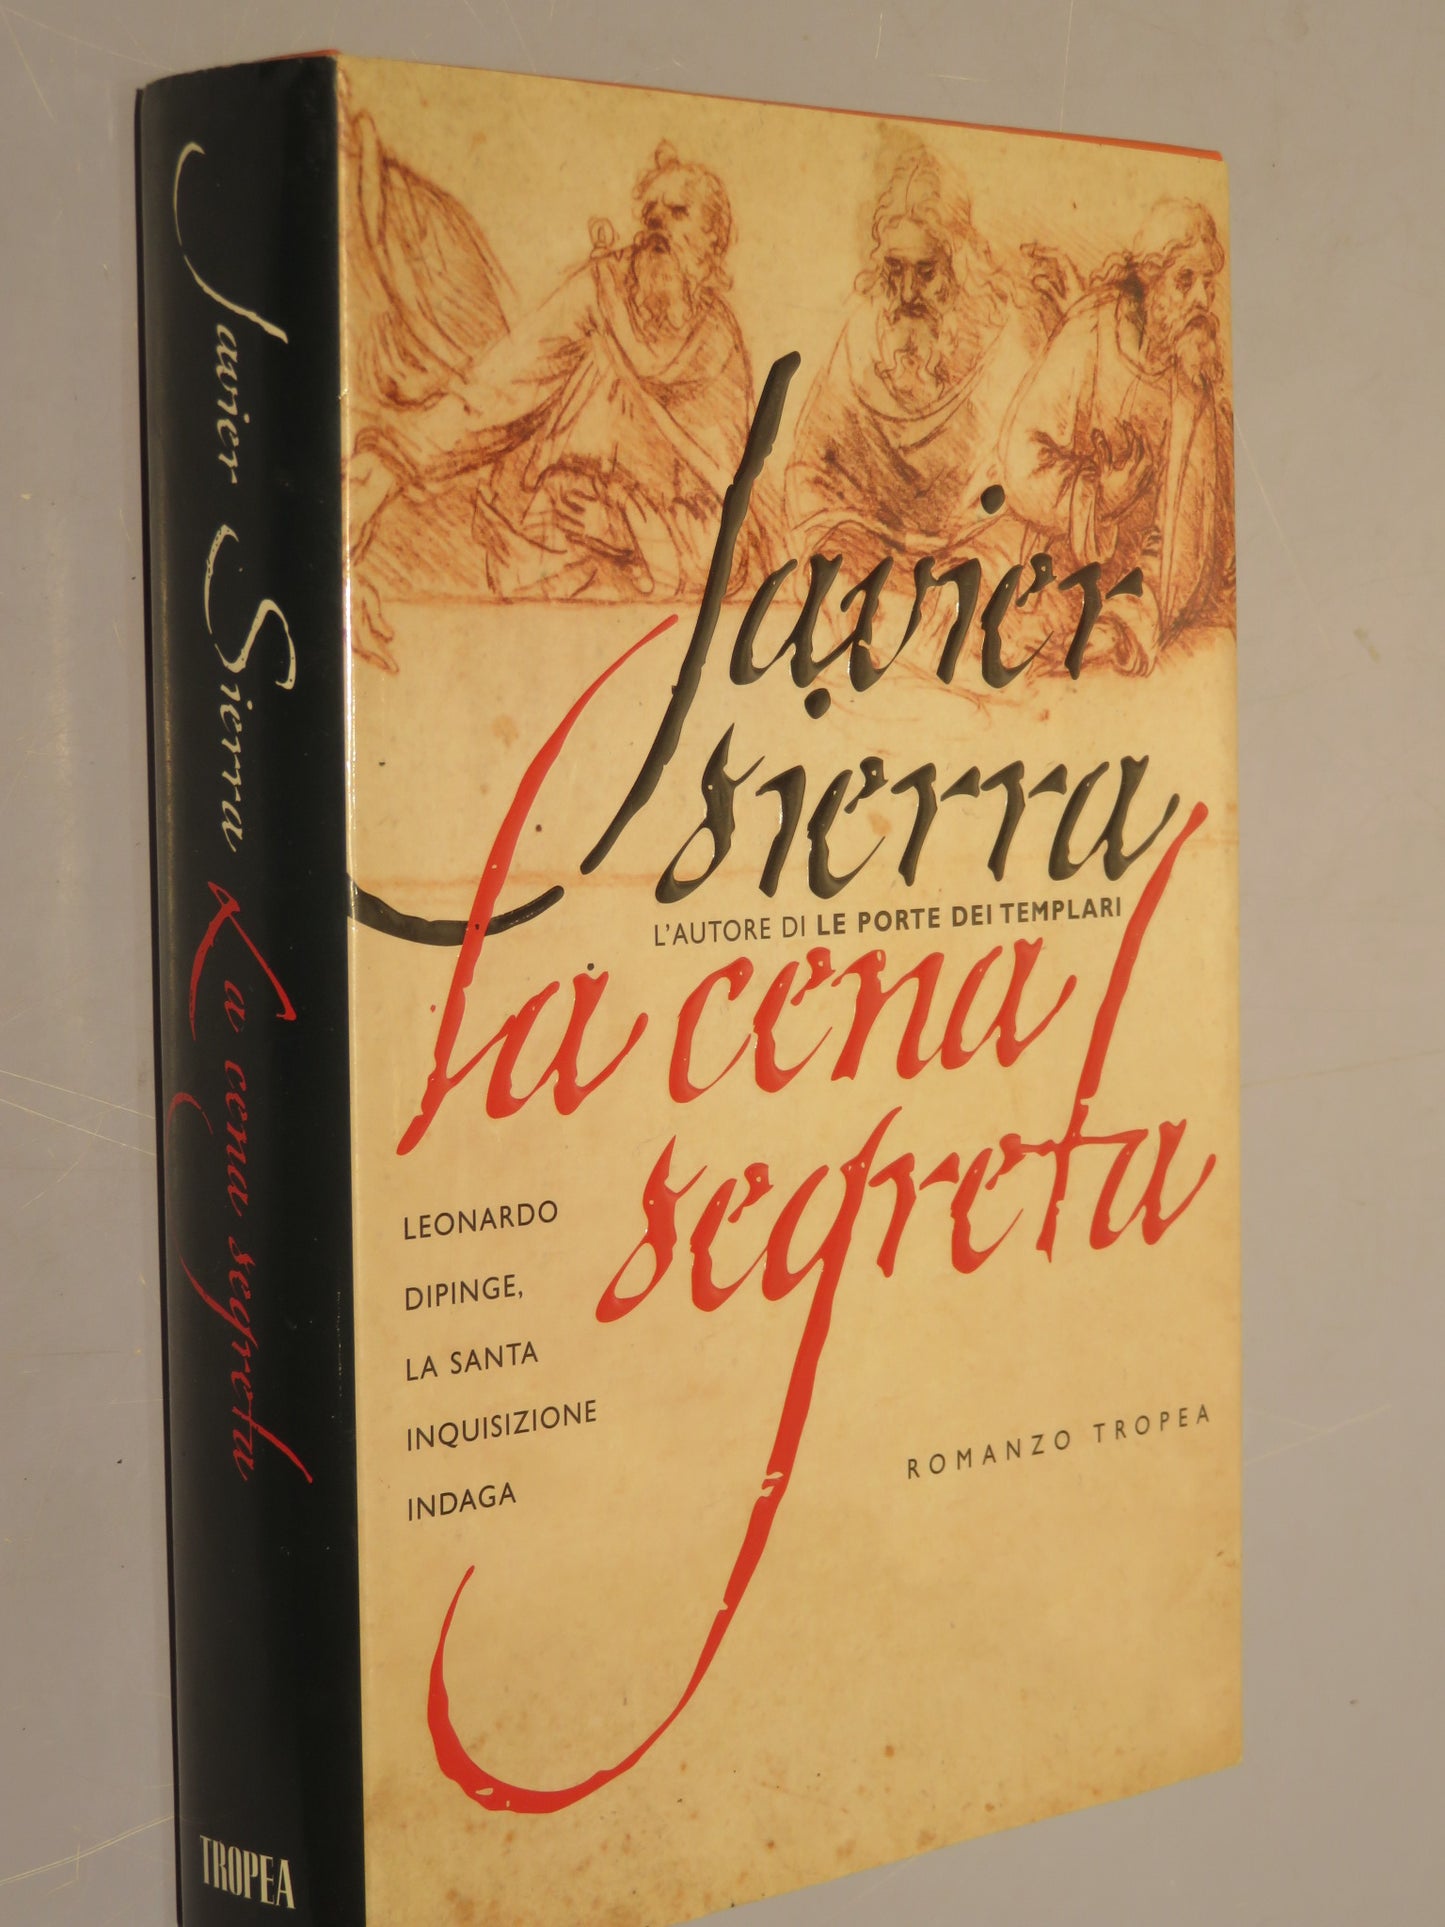 Javier Sierra La cena segreta
TROPEA
Javier
sierra
L'AUTORE DI LE PORTE DEI TEMPLARI
la cena
segreta
LEONARDO
DIPINGE,
LA SANTA
INQUISIZIONE
INDAGA
ROMANZO TROPEA